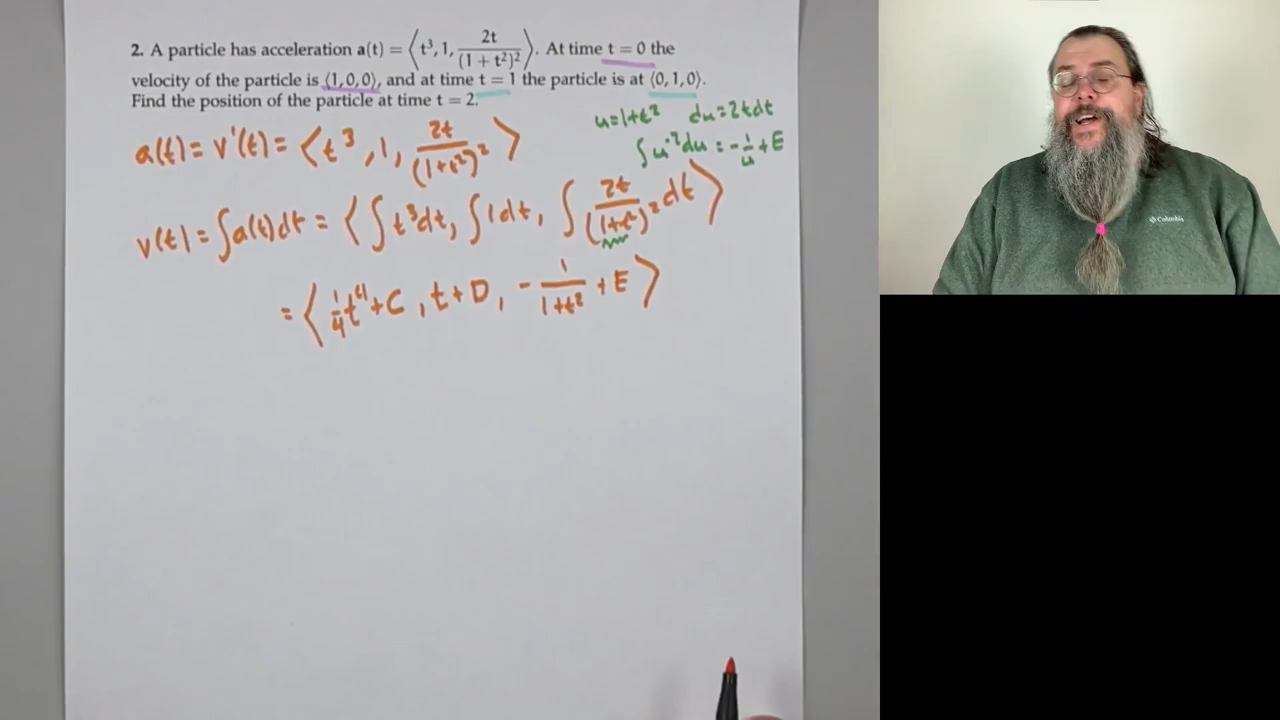 2. A particle has acceleration a(t) = ⟨t³, 1, 2t/(1 + t²)²⟩. At time t = 0 the
velocity of the particle is ⟨1, 0, 0⟩, and at time t = 1 the particle is at ⟨0, 1, 0⟩.
Find the position of the particle at time t = 2.
u=1+t² du=2tdt
∫u⁻²du = -1/u + E
a(t) = v'(t) = ⟨t³, 1, 2t/(1+t²)²⟩
v(t) = ∫a(t)dt = ⟨∫t³dt, ∫1dt, ∫2t/(1+t²)² dt⟩
= ⟨1/4 t⁴+C, t+D, -1/(1+t²) + E⟩
Columbia